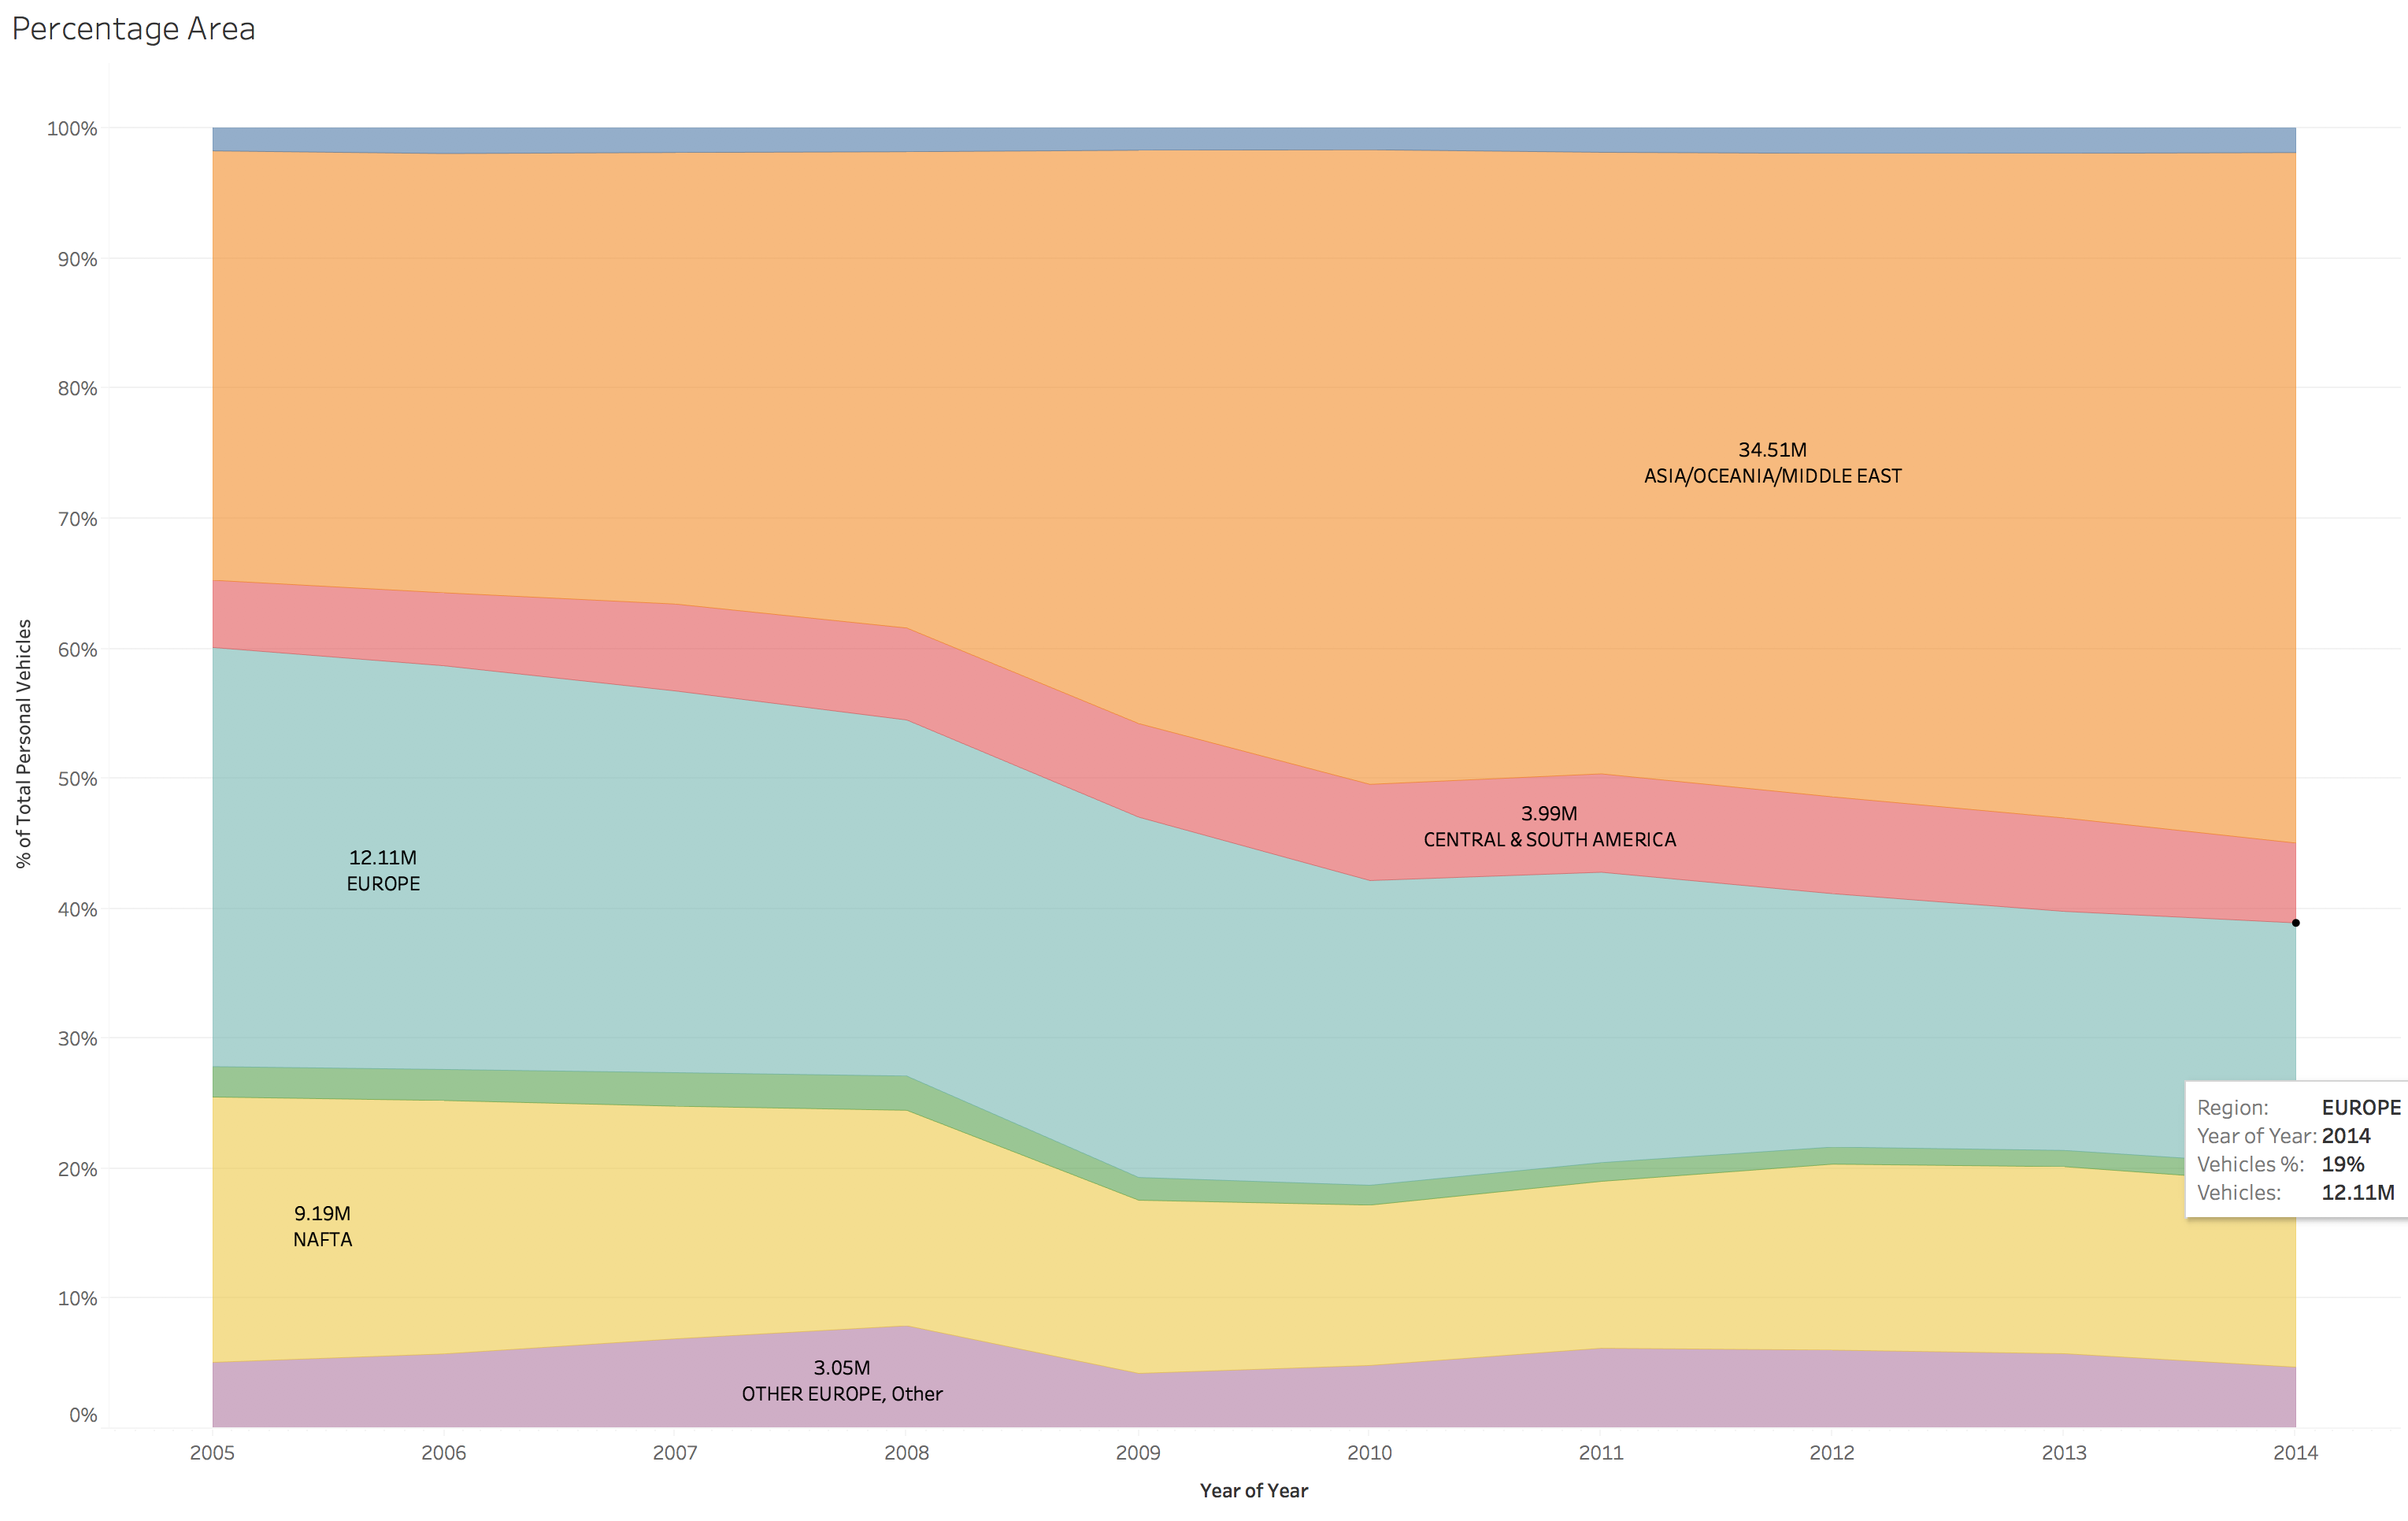 Percentage Area
100%
90%
80%
70%
60%
50%
40%
30%
20%
10%
0%
% of Total Personal Vehicles
34.51M
ASIA/OCEANIA/MIDDLE EAST
3.99M
CENTRAL & SOUTH AMERICA
12.11M
EUROPE
9.19M
NAFTA
3.05M
OTHER EUROPE, Other
Region: EUROPE
Year of Year: 2014
Vehicles %: 19%
Vehicles: 12.11M
2005 2006 2007 2008 2009 2010 2011 2012 2013 2014
Year of Year